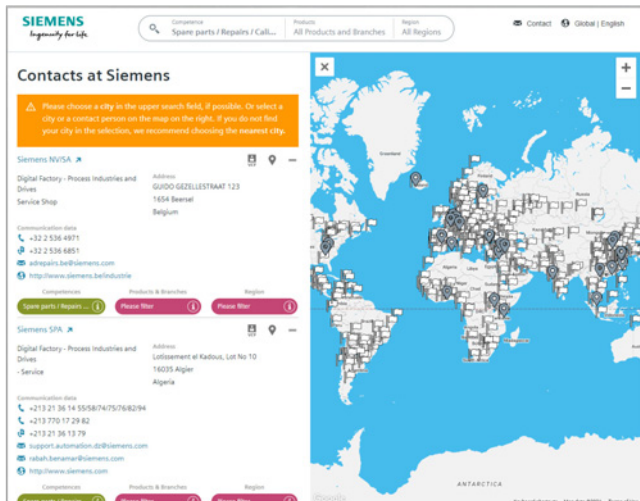 SIEMENS
Ingenuity for life
Competence
Spare parts / Repairs / Cali...
Products
All Products and Branches
Region
All Regions
Contact
Global | English
Contacts at Siemens
Please choose a city in the upper search field, if possible. Or select a
city or a contact person on the map on the right. If you do not find
your city in the selection, we recommend choosing the nearest city.
Siemens NV/SA
Digital Factory - Process Industries and
Drives
Service Shop
Address
GUIDO GEZELLESTRAAT 123
1654 Beersel
Belgium
Communication data
+32 2 536 4971
+32 2 536 6851
adrepairs.be@siemens.com
http://www.siemens.be/industrie
Competences
Products & Branches
Region
Spare parts / Repairs ...
Please filter
Please filter
Siemens SPA
Digital Factory - Process Industries and
Drives
- Service
Address
Lotissement el Kadous, Lot No 10
16035 Algier
Algeria
Communication data
+213 21 36 14 55/58/74/75/76/82/94
+213 770 17 29 82
+213 21 36 13 79
support.automation.dz@siemens.com
rabah.benamar@siemens.com
http://www.siemens.com
Competences
Products & Branches
Region
Greenland
Finland
Russia
Algeria
Libya
ANTARCTICA